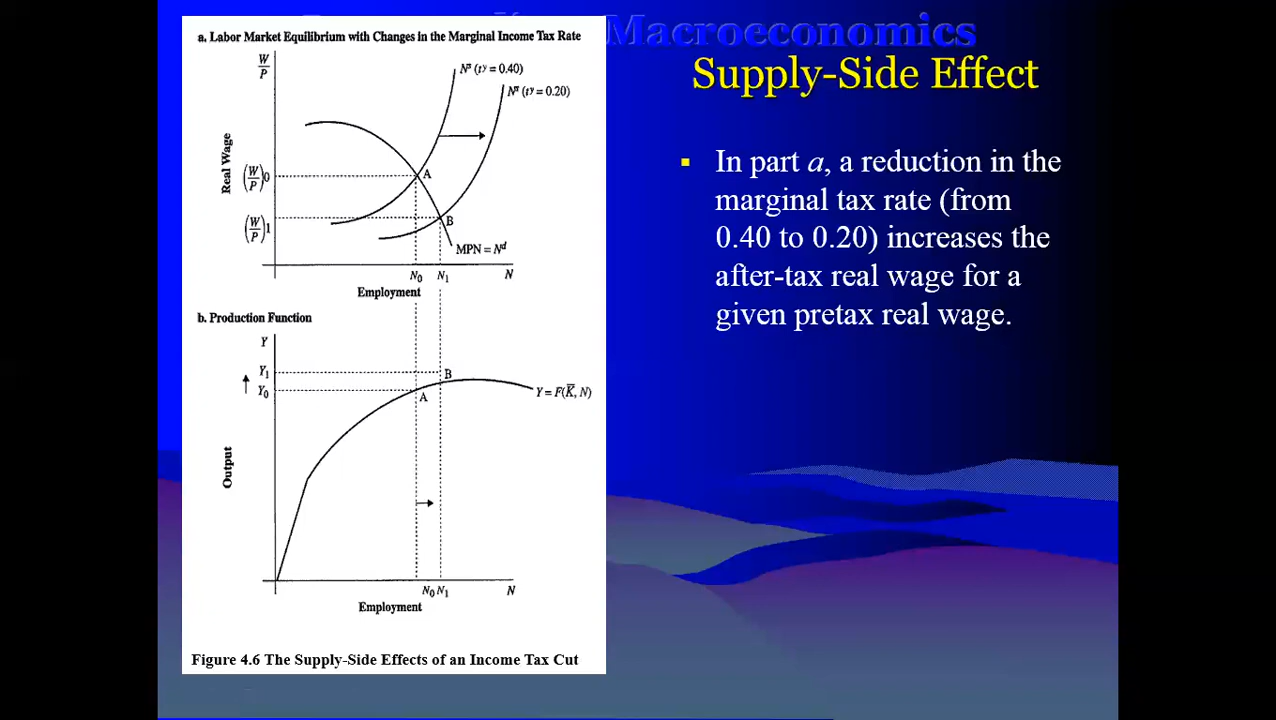 Macroeconomics
Supply-Side Effect
▪ In part a, a reduction in the
marginal tax rate (from
0.40 to 0.20) increases the
after-tax real wage for a
given pretax real wage.
a. Labor Market Equilibrium with Changes in the Marginal Income Tax Rate
W/P
Nˢ (tʸ = 0.40)
Nˢ (tʸ = 0.20)
Real Wage
(W/P)0
A
(W/P)1
B
MPN = Nᵈ
N₀ N₁ N
Employment
b. Production Function
Y
Y₁
B
Y₀
A
Y = F(K̅, N)
Output
N₀ N₁ N
Employment
Figure 4.6 The Supply-Side Effects of an Income Tax Cut